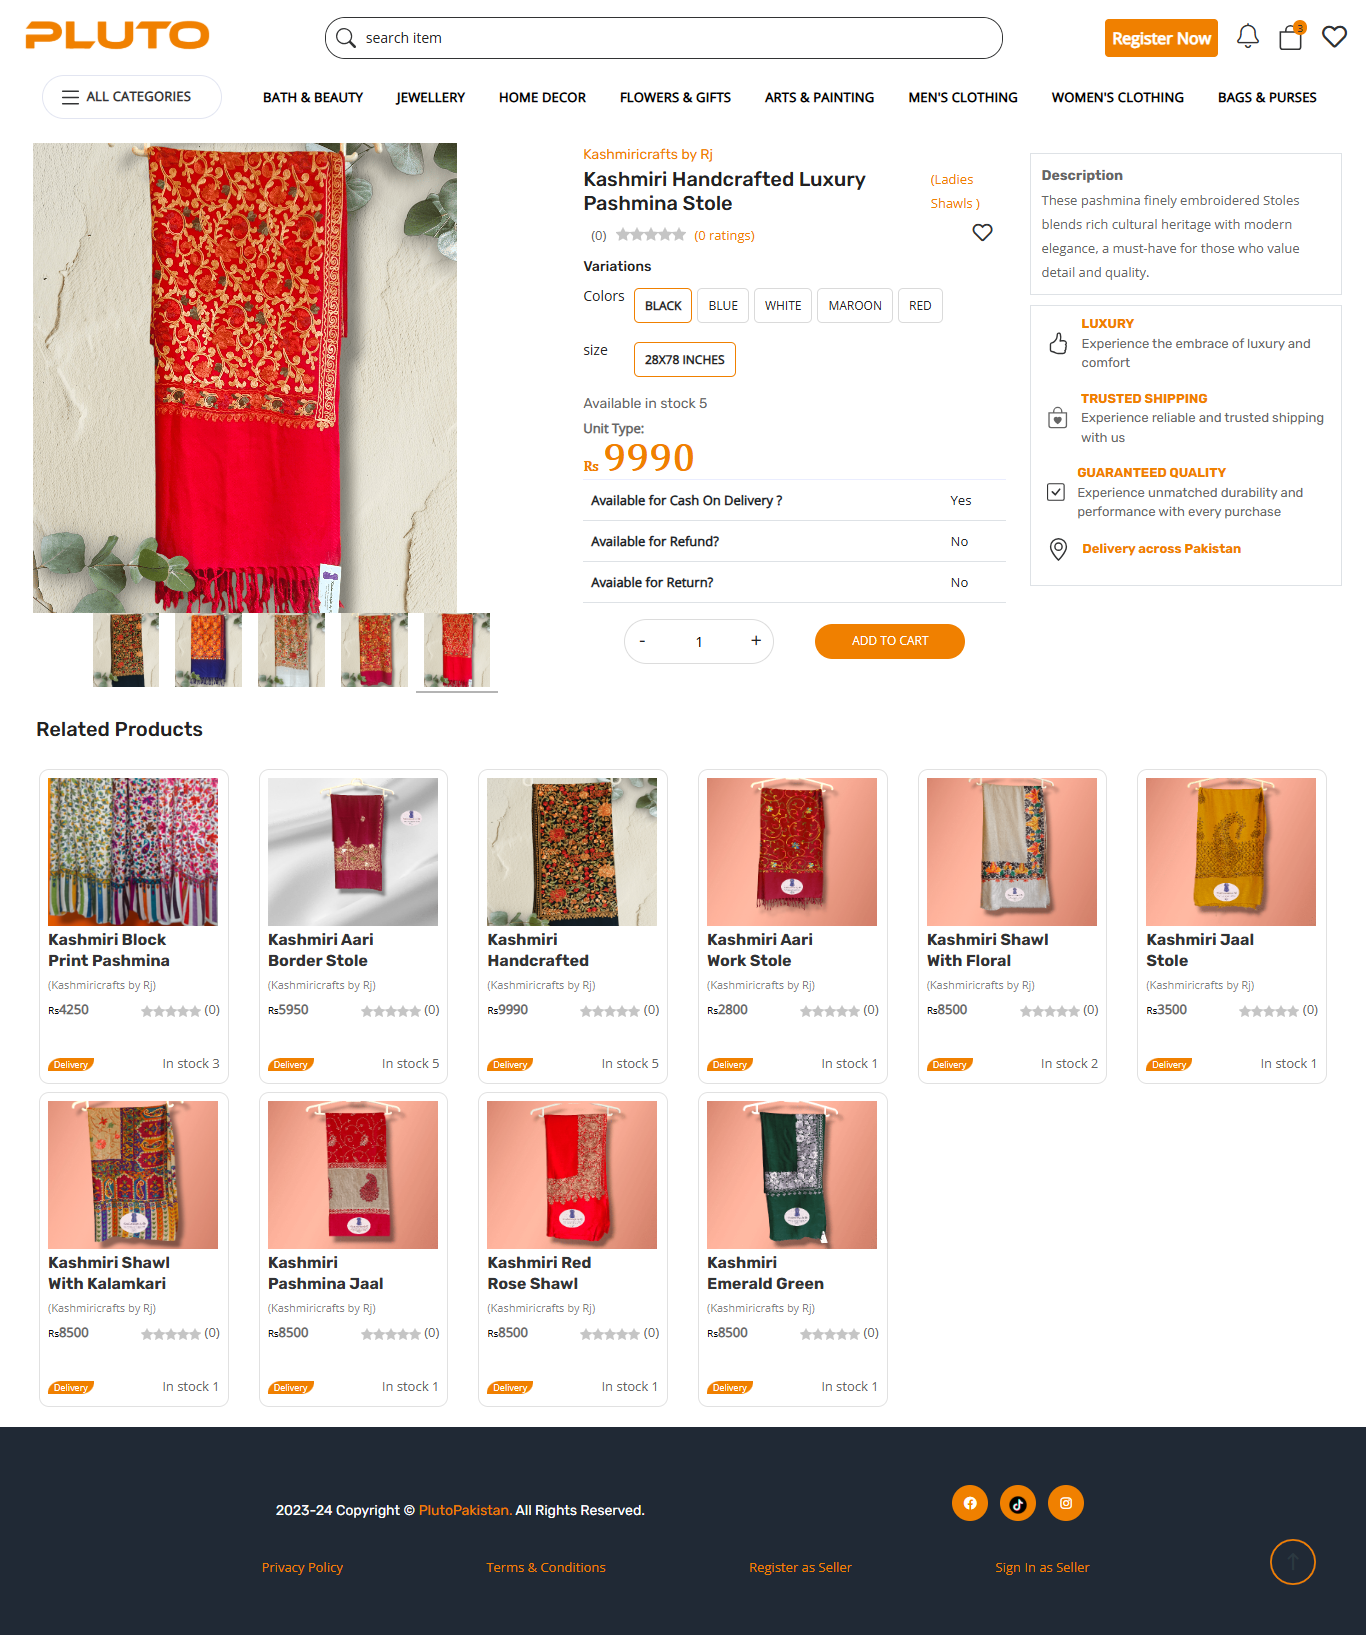 PLUTO
search item
Register Now
3
ALL CATEGORIES
BATH & BEAUTY
JEWELLERY
HOME DECOR
FLOWERS & GIFTS
ARTS & PAINTING
MEN'S CLOTHING
WOMEN'S CLOTHING
BAGS & PURSES
Kashmiricrafts by Rj
Kashmiri Handcrafted Luxury
Pashmina Stole
(Ladies
Shawls )
(0)
(0 ratings)
Variations
Colors
BLACK
BLUE
WHITE
MAROON
RED
size
28X78 INCHES
Available in stock 5
Unit Type:
Rs 9990
Available for Cash On Delivery ? Yes
Available for Refund? No
Avaiable for Return? No
- 1 +
ADD TO CART
Description
These pashmina finely embroidered Stoles
blends rich cultural heritage with modern
elegance, a must-have for those who value
detail and quality.
LUXURY
Experience the embrace of luxury and
comfort
TRUSTED SHIPPING
Experience reliable and trusted shipping
with us
GUARANTEED QUALITY
Experience unmatched durability and
performance with every purchase
Delivery across Pakistan
Related Products
Kashmiri Block
Print Pashmina
(Kashmiricrafts by Rj)
Rs4250 (0)
Delivery In stock 3
Kashmiri Aari
Border Stole
(Kashmiricrafts by Rj)
Rs5950 (0)
Delivery In stock 5
Kashmiri
Handcrafted
(Kashmiricrafts by Rj)
Rs9990 (0)
Delivery In stock 5
Kashmiri Aari
Work Stole
(Kashmiricrafts by Rj)
Rs2800 (0)
Delivery In stock 1
Kashmiri Shawl
With Floral
(Kashmiricrafts by Rj)
Rs8500 (0)
Delivery In stock 2
Kashmiri Jaal
Stole
(Kashmiricrafts by Rj)
Rs3500 (0)
Delivery In stock 1
Kashmiri Shawl
With Kalamkari
(Kashmiricrafts by Rj)
Rs8500 (0)
Delivery In stock 1
Kashmiri
Pashmina Jaal
(Kashmiricrafts by Rj)
Rs8500 (0)
Delivery In stock 1
Kashmiri Red
Rose Shawl
(Kashmiricrafts by Rj)
Rs8500 (0)
Delivery In stock 1
Kashmiri
Emerald Green
(Kashmiricrafts by Rj)
Rs8500 (0)
Delivery In stock 1
2023-24 Copyright © PlutoPakistan. All Rights Reserved.
Privacy Policy
Terms & Conditions
Register as Seller
Sign In as Seller